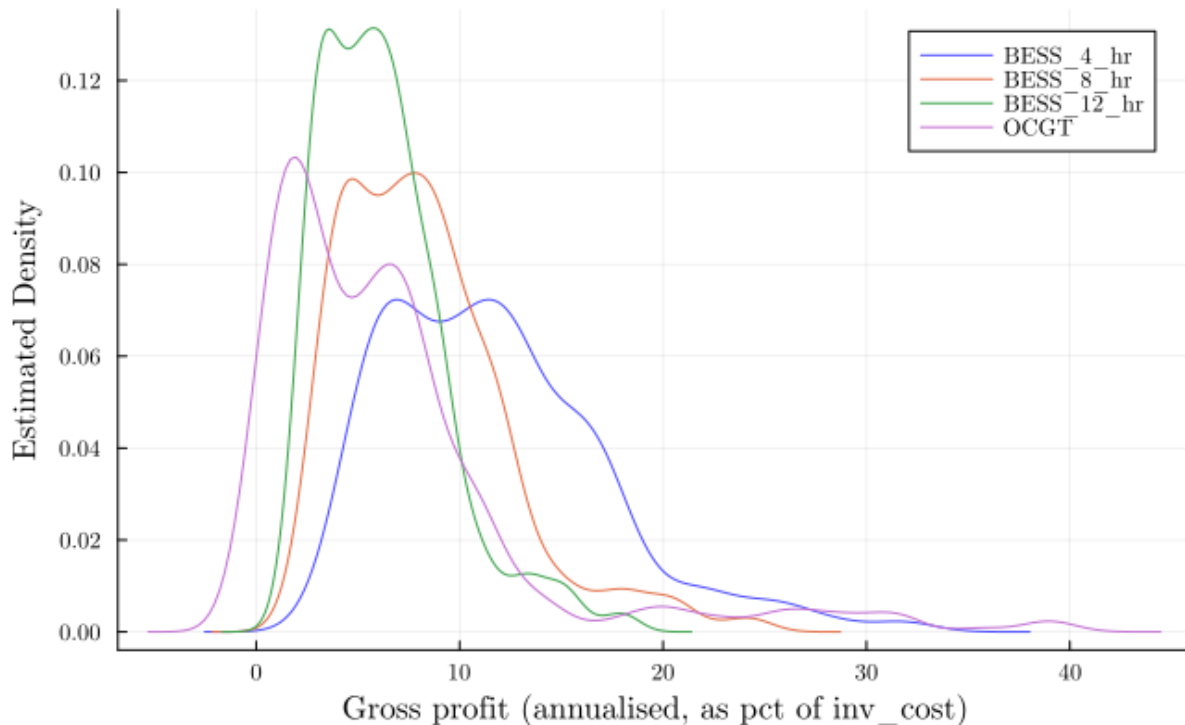 BESS_4_hr
BESS_8_hr
BESS_12_hr
OCGT
Estimated Density
0.12
0.10
0.08
0.06
0.04
0.02
0.00
0 10 20 30 40
Gross profit (annualised, as pct of inv_cost)